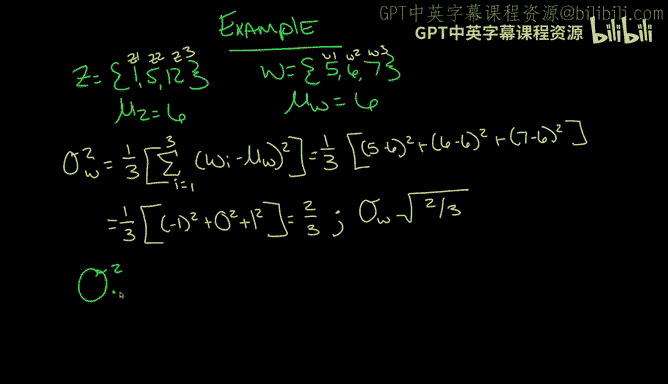 GPT中英字幕课程资源@bilibili.com
GPT中英字幕课程资源 bilibili
EXAMPLE
z1 z2 z3 w1 w2 w3
Z = {1, 5, 12} W = {5, 6, 7}
μz = 6 μw = 6
σ²w = 1/3 [ Σ³ᵢ₌₁ (wi - μw)² ] = 1/3 [ (5-6)² + (6-6)² + (7-6)² ]
= 1/3 [ (-1)² + 0² + 1² ] = 2/3 ; σw - √2/3
σ²